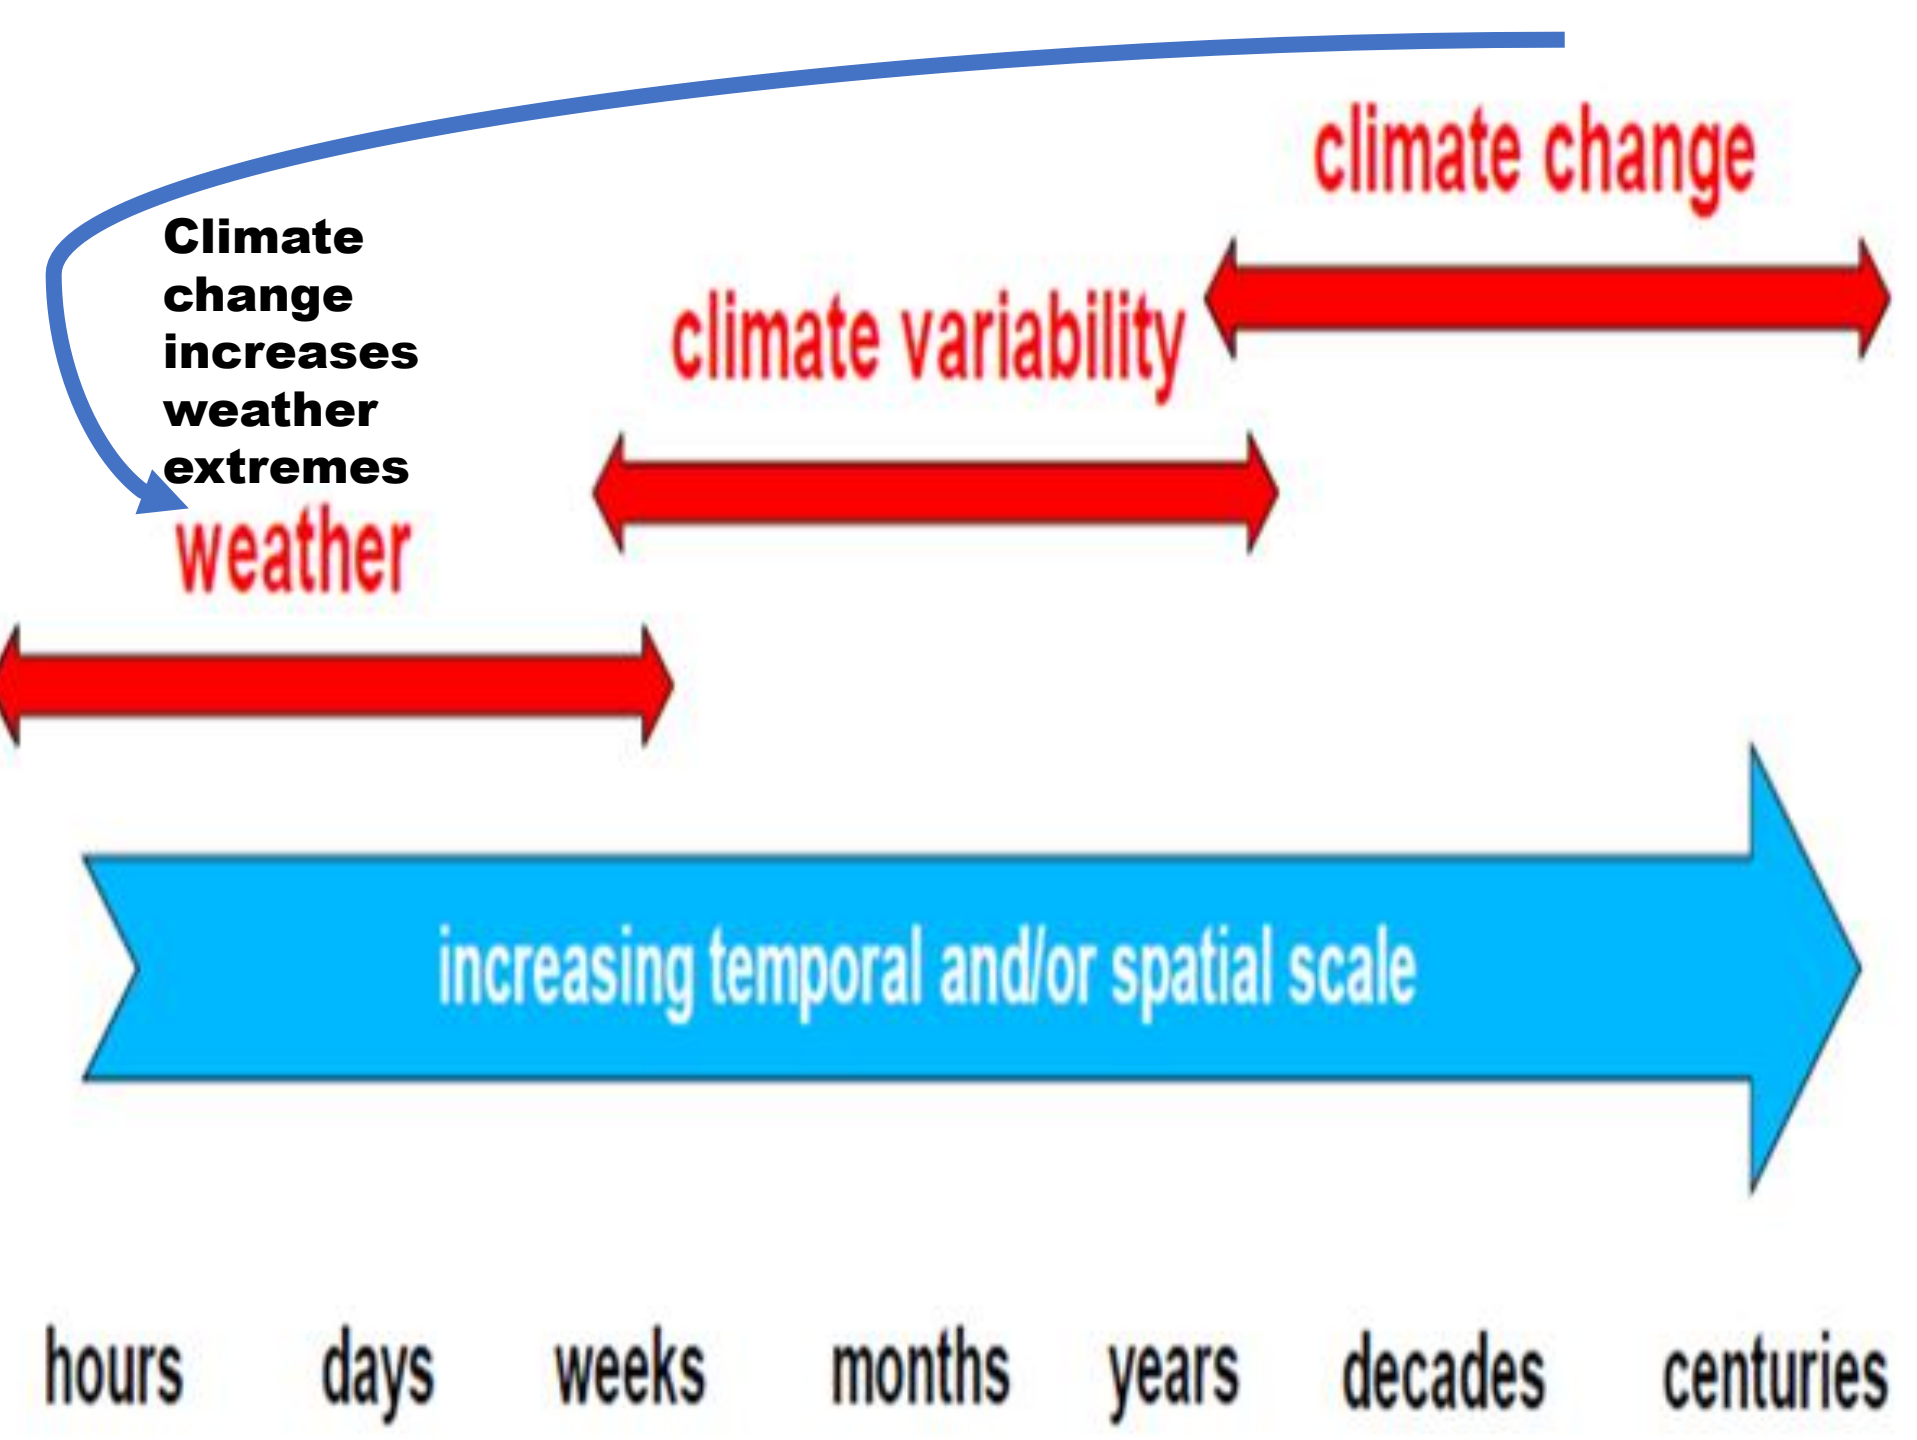 climate change
Climate
change
increases
weather
extremes
climate variability
weather
increasing temporal and/or spatial scale
hours days weeks months years decades centuries